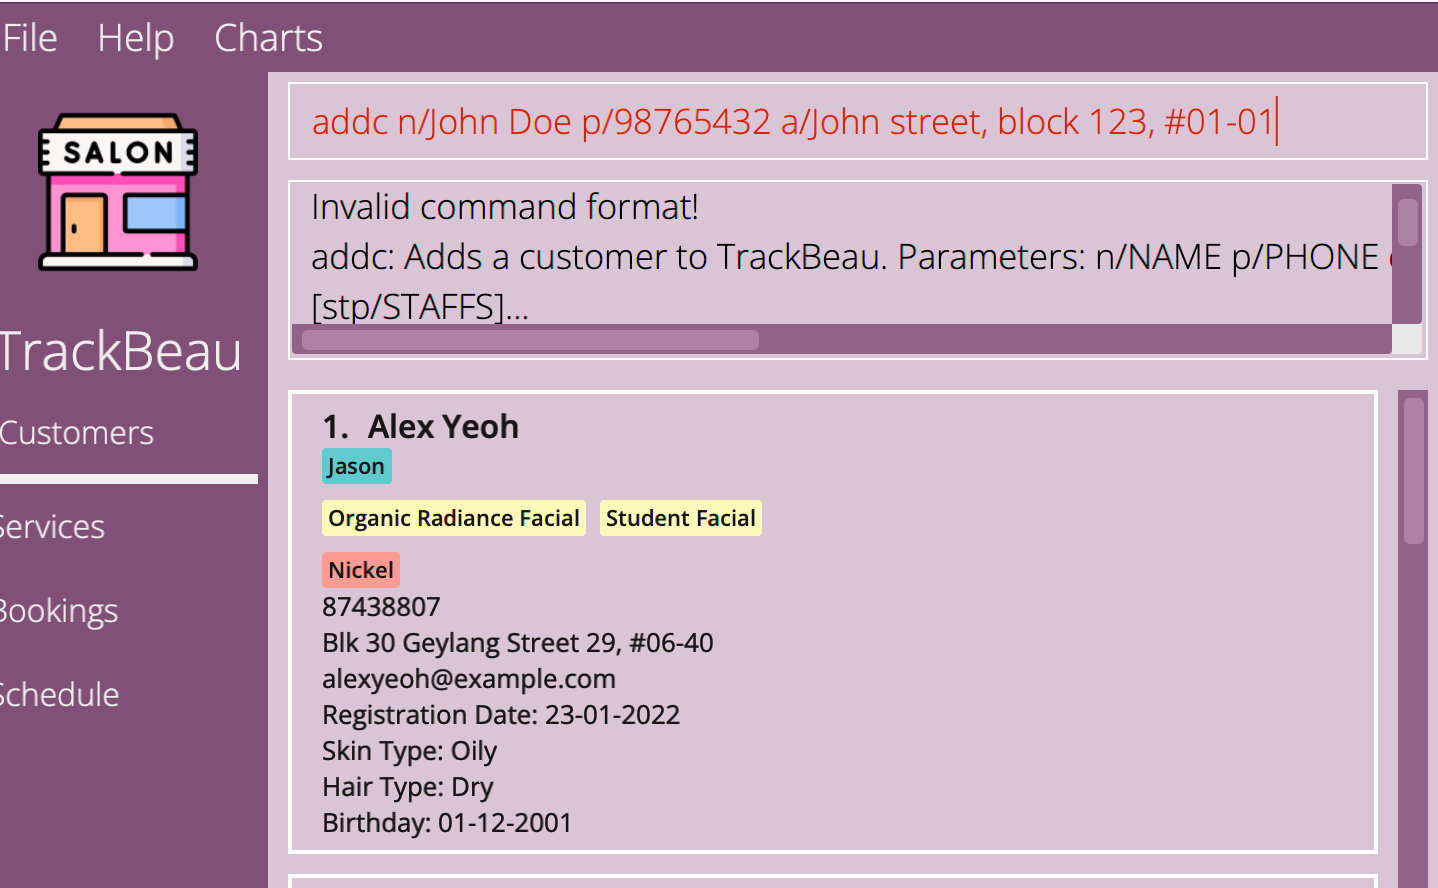 File Help Charts
SALON
TrackBeau
Customers
Services
Bookings
Schedule
addc n/John Doe p/98765432 a/John street, block 123, #01-01
Invalid command format!
addc: Adds a customer to TrackBeau. Parameters: n/NAME p/PHONE
[stp/STAFFS]...
1. Alex Yeoh
Jason
Organic Radiance Facial Student Facial
Nickel
87438807
Blk 30 Geylang Street 29, #06-40
alexyeoh@example.com
Registration Date: 23-01-2022
Skin Type: Oily
Hair Type: Dry
Birthday: 01-12-2001